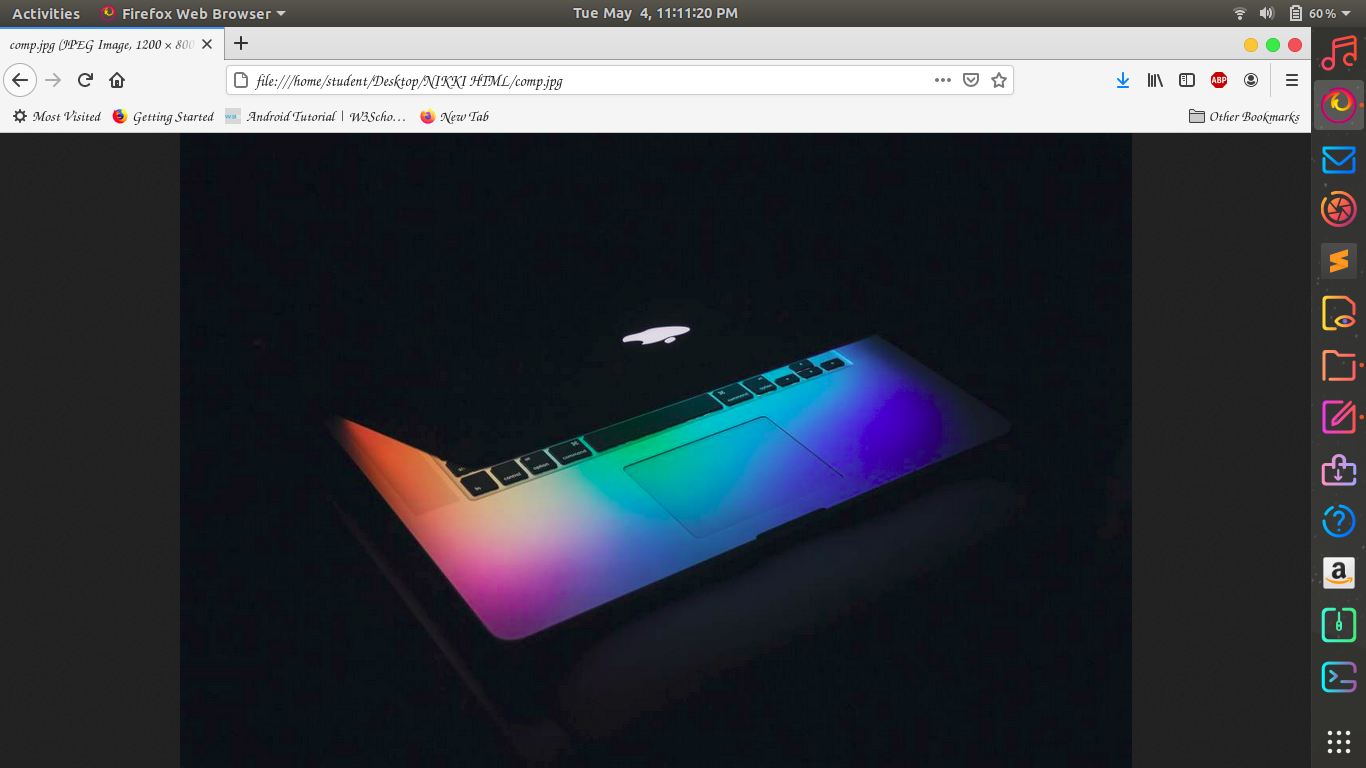 Activities Firefox Web Browser Tue May 4, 11:11:20 PM 60 %
comp.jpg (JPEG Image, 1200 × 800
file:///home/student/Desktop/NIKKI HTML/comp.jpg
ABP
Most Visited Getting Started w3 Android Tutorial | W3Scho… New Tab Other Bookmarks
command option
fn control option command
a